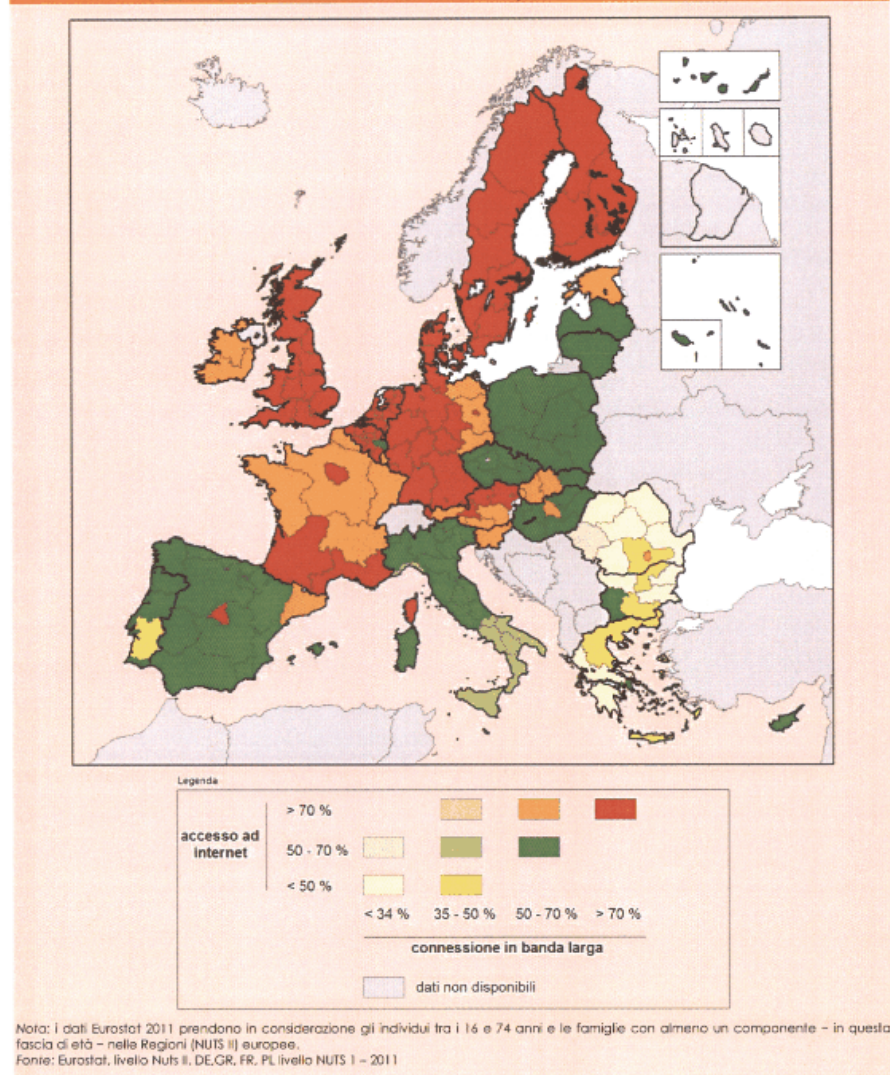 Legenda
accesso ad
internet
> 70 %
50 - 70 %
< 50 %
< 34 %
35 - 50 %
50 - 70 %
> 70 %
connessione in banda larga
dati non disponibili
Nota: i dati Eurostat 2011 prendono in considerazione gli individui tra i 16 e 74 anni e le famiglie con almeno un componente – in questa
fascia di età – nelle Regioni (NUTS II) europee.
Fonte: Eurostat, livello Nuts II, DE,GR, FR, PL livello NUTS 1 – 2011